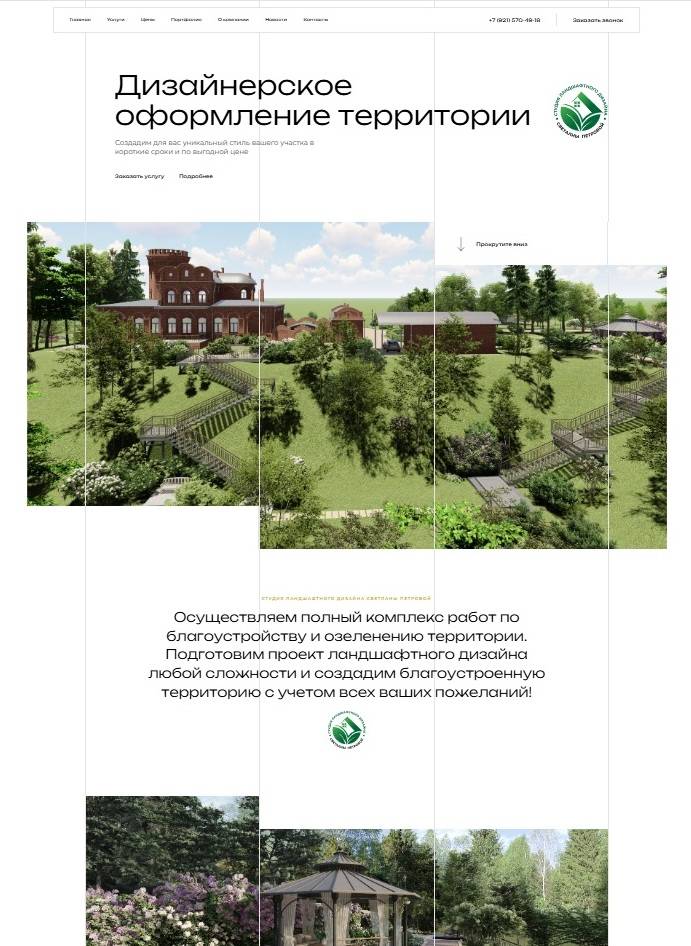 Главная Услуги Цены Портфолио О компании Новости Контакты +7 (921) 570-48-18 Заказать звонок
Дизайнерское
оформление территории
СТУДИЯ ЛАНДШАФТНОГО ДИЗАЙНА
СВЕТЛАНЫ ПЕТРОВОЙ
Создадим для вас уникальный стиль вашего участка в
короткие сроки и по выгодной цене
Заказать услугу Подробнее
Прокрутите вниз
СТУДИЯ ЛАНДШАФТНОГО ДИЗАЙНА СВЕТЛАНЫ ПЕТРОВОЙ
Осуществляем полный комплекс работ по
благоустройству и озеленению территории.
Подготовим проект ландшафтного дизайна
любой сложности и создадим благоустроенную
территорию с учетом всех ваших пожеланий!
СТУДИЯ ЛАНДШАФТНОГО ДИЗАЙНА
СВЕТЛАНЫ ПЕТРОВОЙ